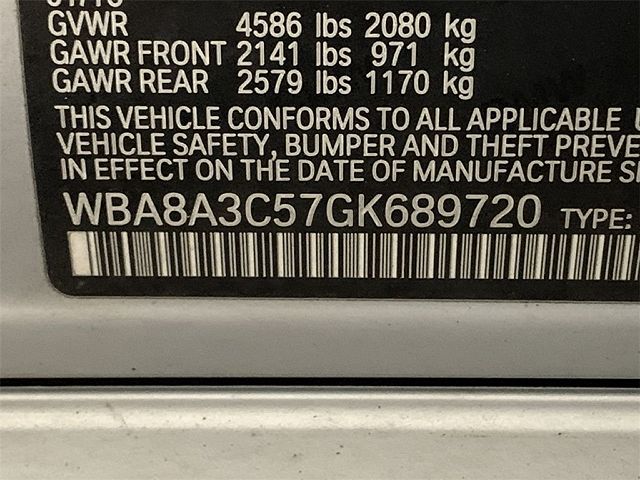 GVWR 4586 lbs 2080 kg
GAWR FRONT 2141 lbs 971 kg
GAWR REAR 2579 lbs 1170 kg
THIS VEHICLE CONFORMS TO ALL APPLICABLE
VEHICLE SAFETY, BUMPER AND THEFT PREVE
IN EFFECT ON THE DATE OF MANUFACTURE S
WBA8A3C57GK689720 TYPE: